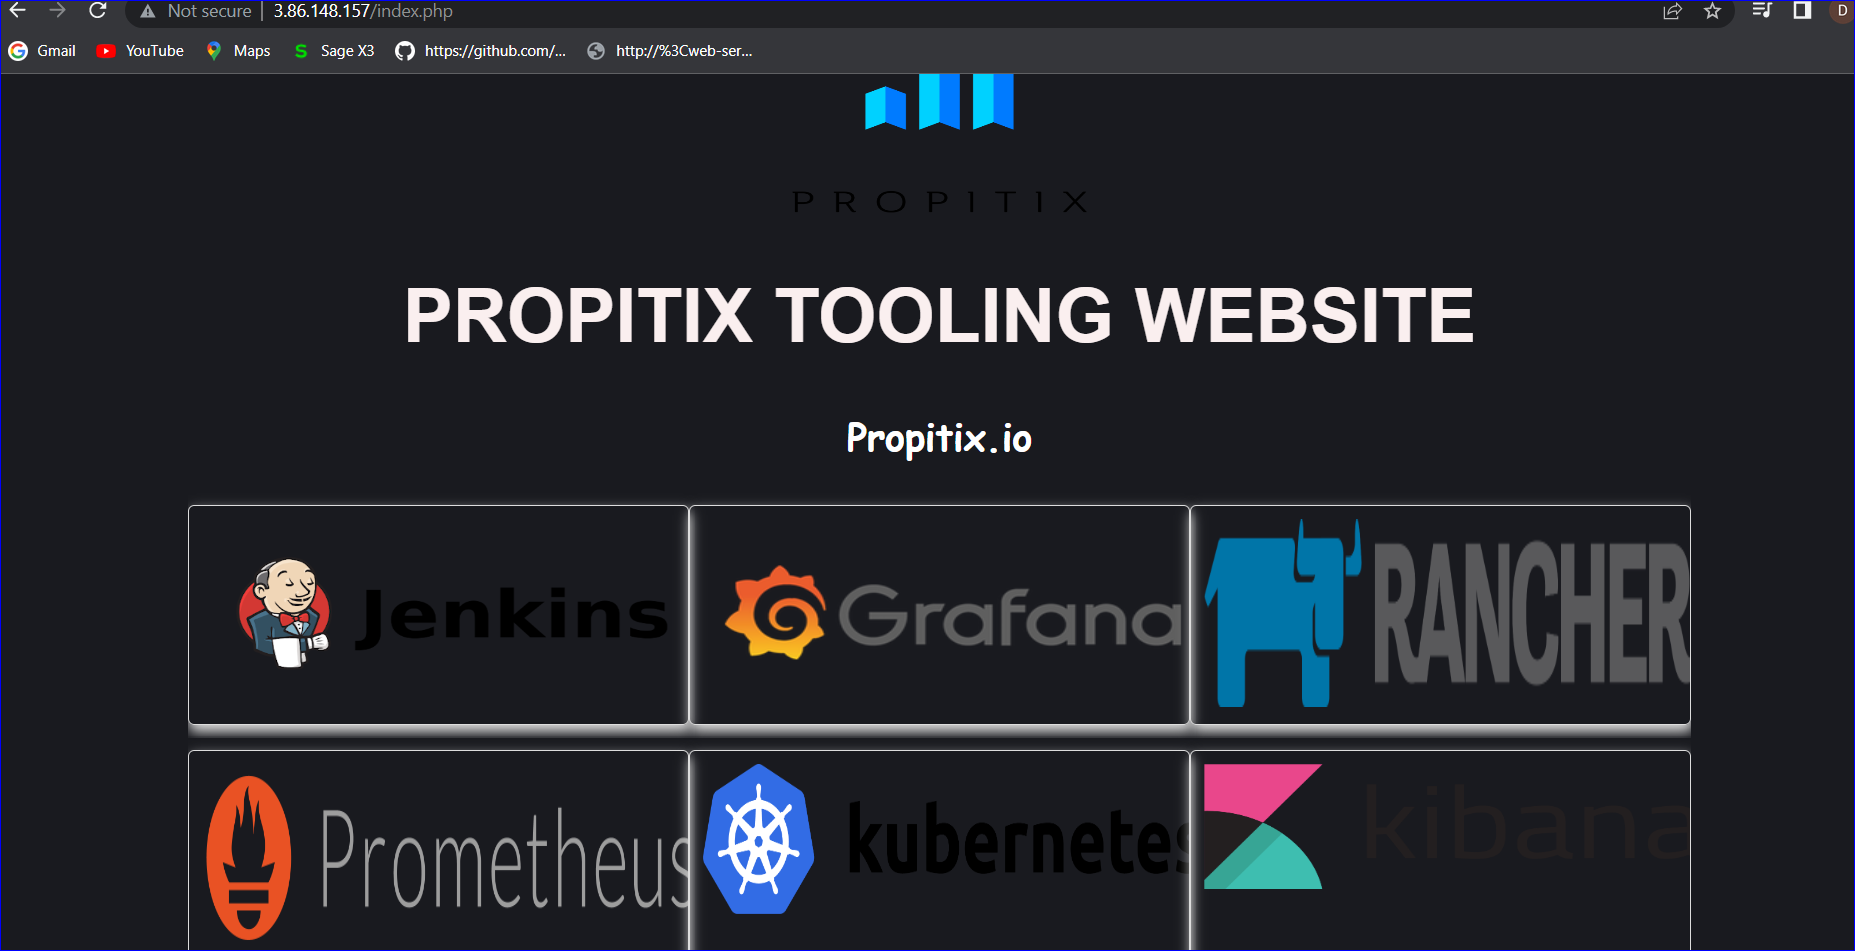 Not secure | 3.86.148.157/index.php D
Gmail YouTube Maps S Sage X3 https://github.com/... http://%3Cweb-ser...
PROPITIX
PROPITIX TOOLING WEBSITE
Propitix.io
Jenkins Grafana RANCHER
Prometheus kubernetes kibana